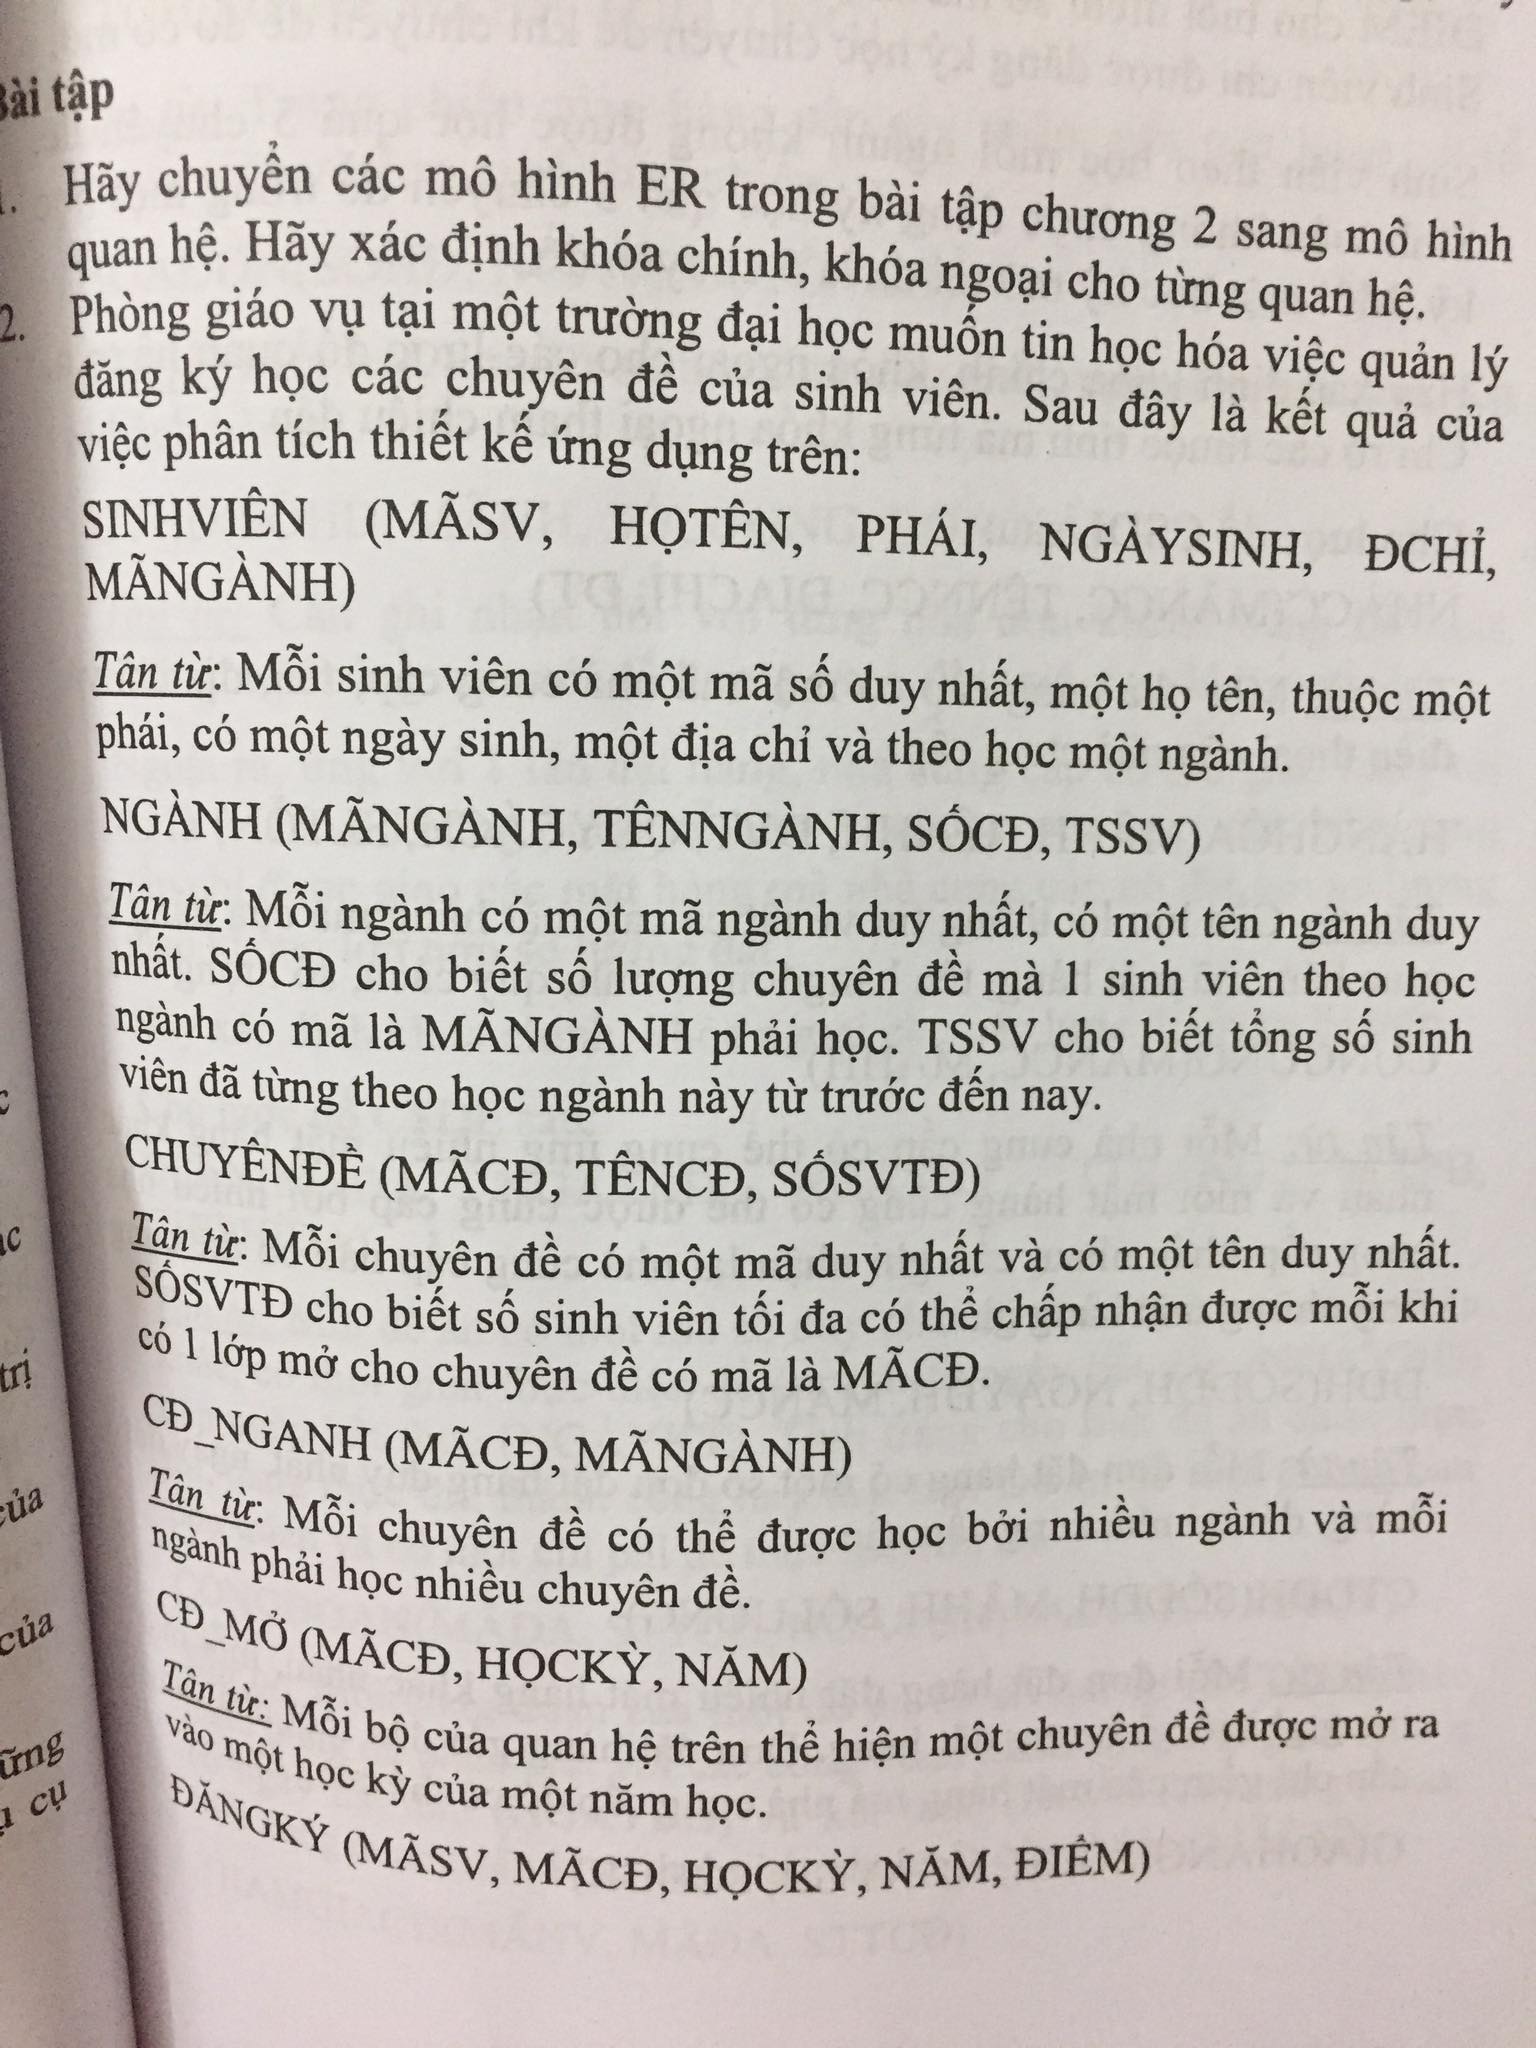 Bài tập
1. Hãy chuyển các mô hình ER trong bài tập chương 2 sang mô hình
quan hệ. Hãy xác định khóa chính, khóa ngoại cho từng quan hệ.
2. Phòng giáo vụ tại một trường đại học muốn tin học hóa việc quản lý
đăng ký học các chuyên đề của sinh viên. Sau đây là kết quả của
việc phân tích thiết kế ứng dụng trên:
SINHVIÊN (MÃSV, HỌTÊN, PHÁI, NGÀYSINH, ĐCHỈ,
MÃNGÀNH)
Tân từ: Mỗi sinh viên có một mã số duy nhất, một họ tên, thuộc một
phái, có một ngày sinh, một địa chỉ và theo học một ngành.
NGÀNH (MÃNGÀNH, TÊNNGÀNH, SỐCĐ, TSSV)
Tân từ: Mỗi ngành có một mã ngành duy nhất, có một tên ngành duy
nhất. SỐCĐ cho biết số lượng chuyên đề mà 1 sinh viên theo học
ngành có mã là MÃNGÀNH phải học. TSSV cho biết tổng số sinh
viên đã từng theo học ngành này từ trước đến nay.
CHUYÊNĐỀ (MÃCĐ, TÊNCĐ, SỐSVTĐ)
Tân từ: Mỗi chuyên đề có một mã duy nhất và có một tên duy nhất.
SỐSVTĐ cho biết số sinh viên tối đa có thể chấp nhận được mỗi khi
có 1 lớp mở cho chuyên đề có mã là MÃCĐ.
CĐ_NGANH (MÃCĐ, MÃNGÀNH)
Tân từ: Mỗi chuyên đề có thể được học bởi nhiều ngành và mỗi
ngành phải học nhiều chuyên đề.
CĐ_MỞ (MÃCĐ, HỌCKỲ, NĂM)
Tân từ: Mỗi bộ của quan hệ trên thể hiện một chuyên đề được mở ra
vào một học kỳ của một năm học.
ĐĂNGKÝ (MÃSV, MÃCĐ, HỌCKỲ, NĂM, ĐIỂM)
trị
của
của
cụ